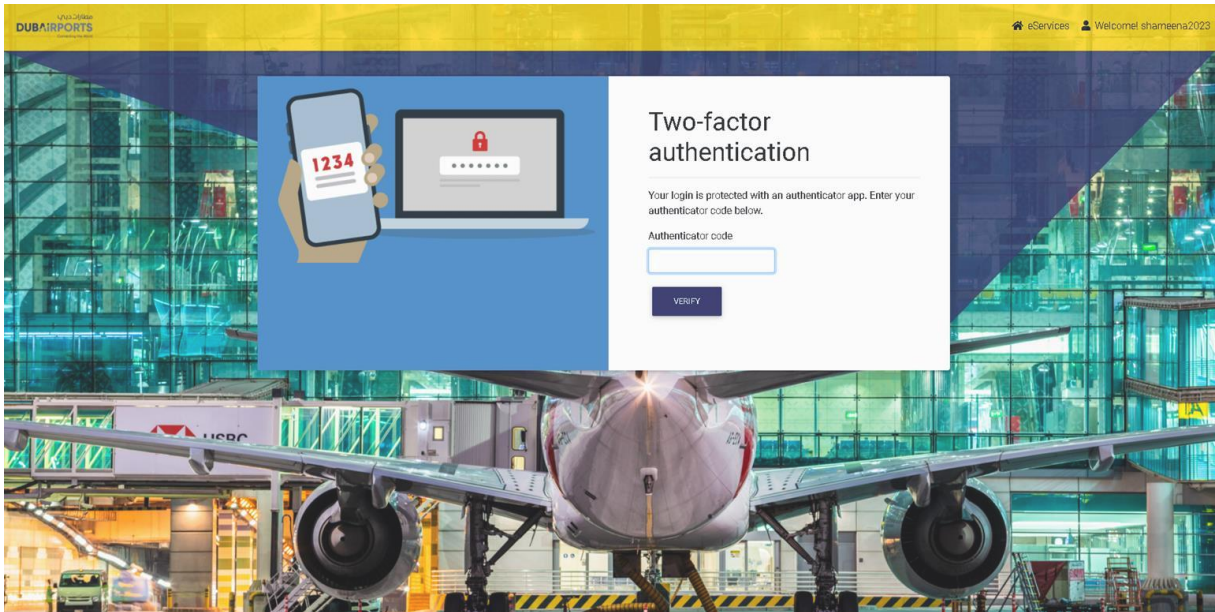 مطارات دبي
DUBAIRPORTS
eServices
Welcome! shameena2023
1234
Two-factor
authentication
Your login is protected with an authenticator app. Enter your
authenticator code below.
Authenticator code
VERIFY
HSBC